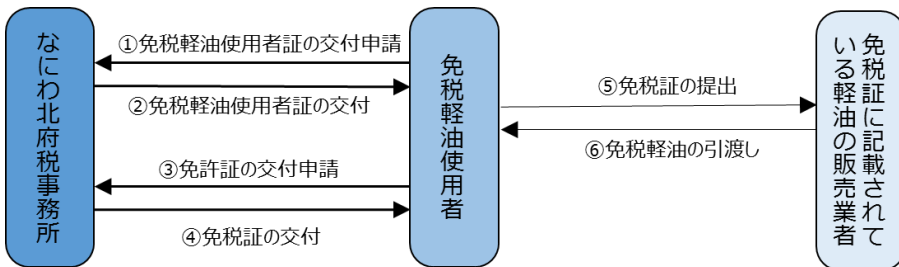 なにわ北府税事務所
①免税軽油使用者証の交付申請
②免税軽油使用者証の交付
③免許証の交付申請
④免税証の交付
免税軽油使用者
⑤免税証の提出
⑥免税軽油の引渡し
免税証に記載されて
いる軽油の販売業者